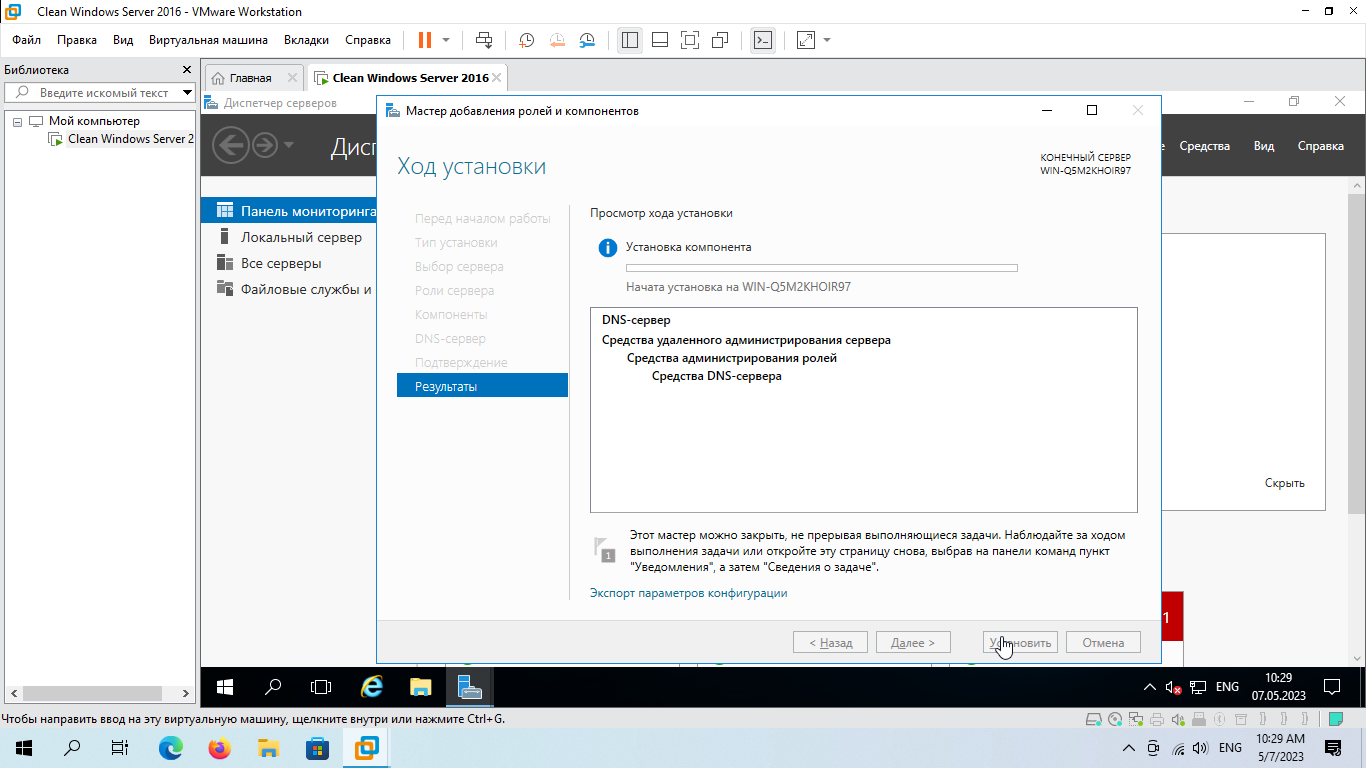 Clean Windows Server 2016 - VMware Workstation
Файл Правка Вид Виртуальная машина Вкладки Справка
Библиотека
Введите искомый текст
Мой компьютер
Clean Windows Server 2
Главная
Clean Windows Server 2016
Диспетчер серверов
Дисп
Средства Вид Справка
Панель мониторинга
Локальный сервер
Все серверы
Файловые службы и
Скрыть
1
Мастер добавления ролей и компонентов
Ход установки
КОНЕЧНЫЙ СЕРВЕР
WIN-Q5M2KHOIR97
Перед началом работы
Тип установки
Выбор сервера
Роли сервера
Компоненты
DNS-сервер
Подтверждение
Результаты
Просмотр хода установки
Установка компонента
Начата установка на WIN-Q5M2KHOIR97
DNS-сервер
Средства удаленного администрирования сервера
Средства администрирования ролей
Средства DNS-сервера
1
Этот мастер можно закрыть, не прерывая выполняющиеся задачи. Наблюдайте за ходом
выполнения задачи или откройте эту страницу снова, выбрав на панели команд пункт
"Уведомления", а затем "Сведения о задаче".
Экспорт параметров конфигурации
< Назад Далее > Установить Отмена
ENG
10:29
07.05.2023
Чтобы направить ввод на эту виртуальную машину, щелкните внутри или нажмите Ctrl+G.
ENG
10:29 AM
5/7/2023